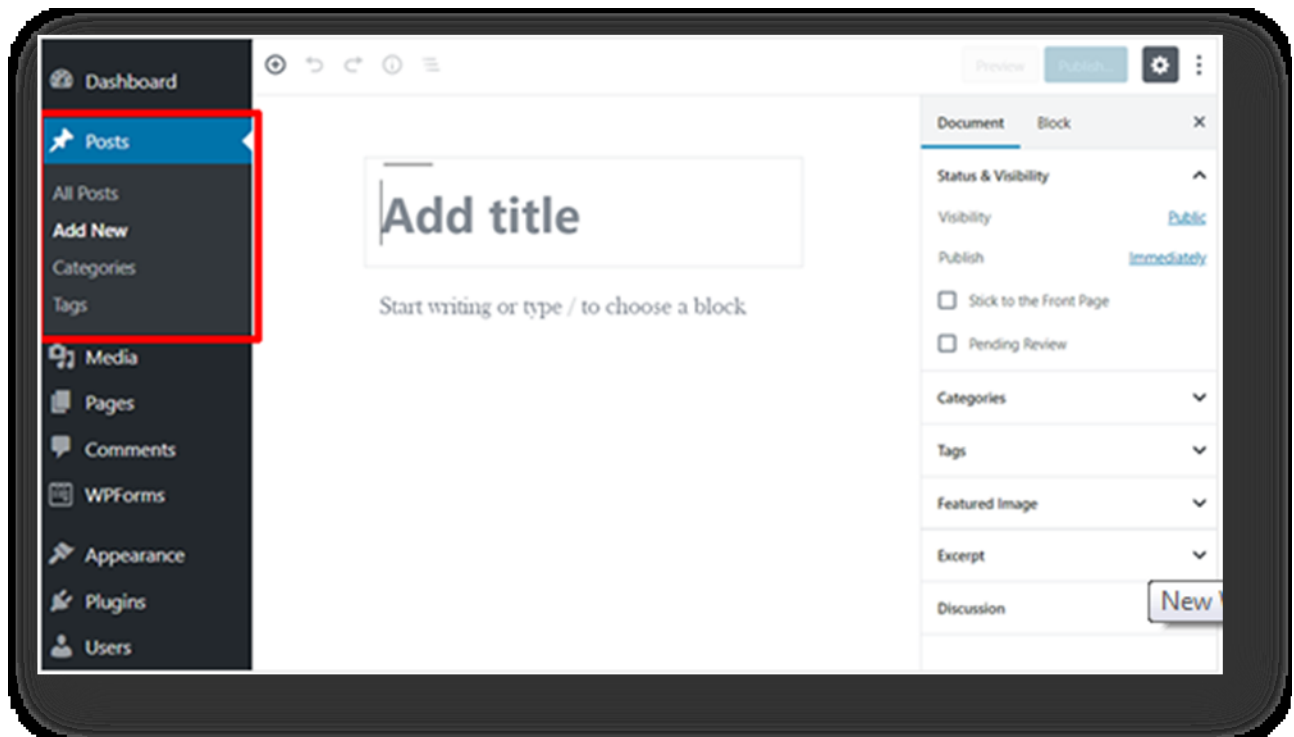 Dashboard
Posts
All Posts
Add New
Categories
Tags
Media
Pages
Comments
WPForms
Appearance
Plugins
Users
Preview
Publish...
Add title
Start writing or type / to choose a block
Document Block
Status & Visibility
Visibility Public
Publish Immediately
Stick to the Front Page
Pending Review
Categories
Tags
Featured Image
Excerpt
Discussion
New